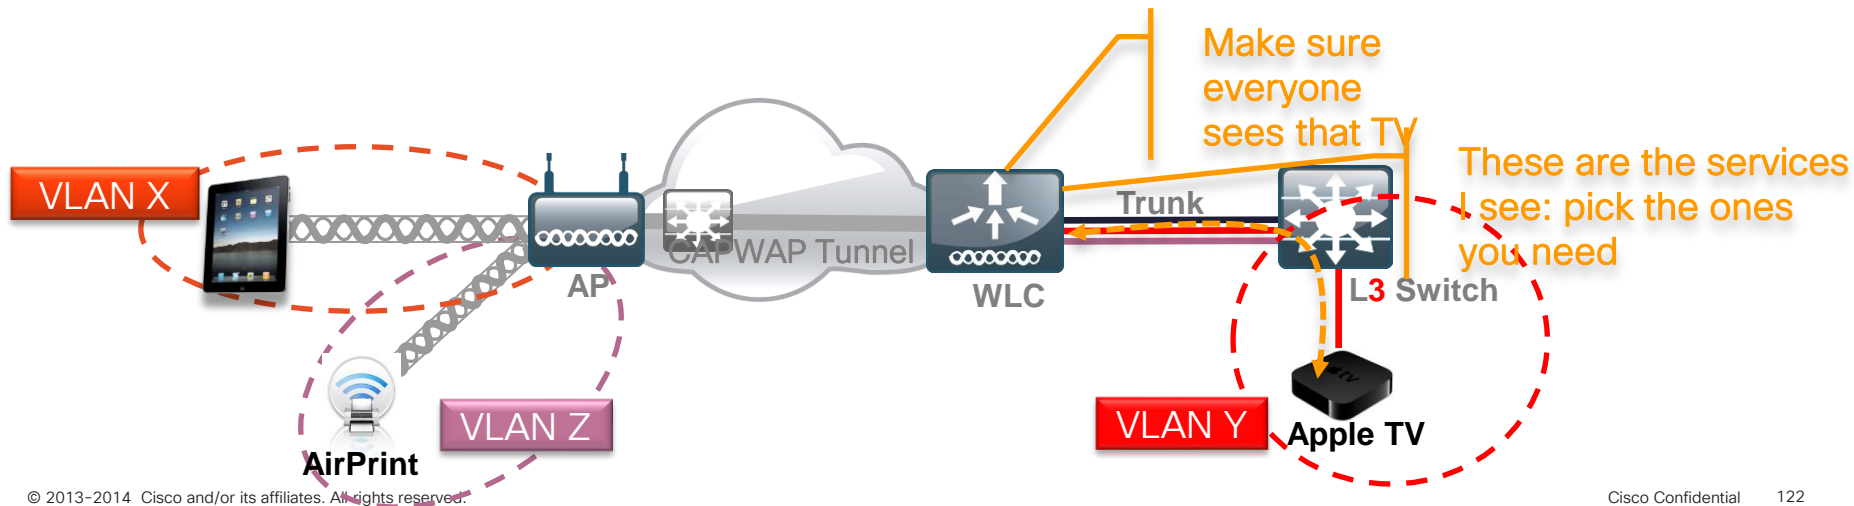 Make sure
everyone
sees that TV
These are the services
I see: pick the ones
you need
VLAN X
Trunk
CAPWAP Tunnel
AP
WLC
L3 Switch
tv
VLAN Z
VLAN Y
Apple TV
AirPrint
© 2013-2014 Cisco and/or its affiliates. All rights reserved.
Cisco Confidential
122